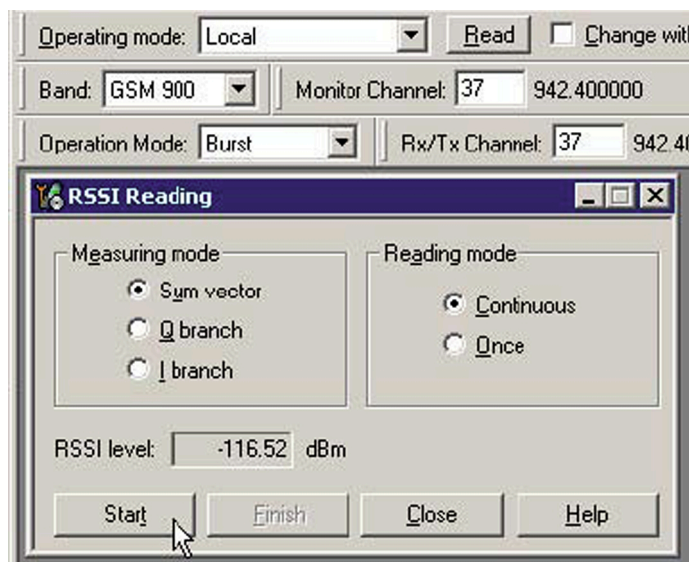 Operating mode: Local Read Change wit
Band: GSM 900 Monitor Channel: 37 942.400000
Operation Mode: Burst Rx/Tx Channel: 37 942.4
RSSI Reading
Measuring mode Reading mode
Sum vector
Continuous
Q branch
Once
I branch
RSSI level: -116.52 dBm
Start Finish Close Help